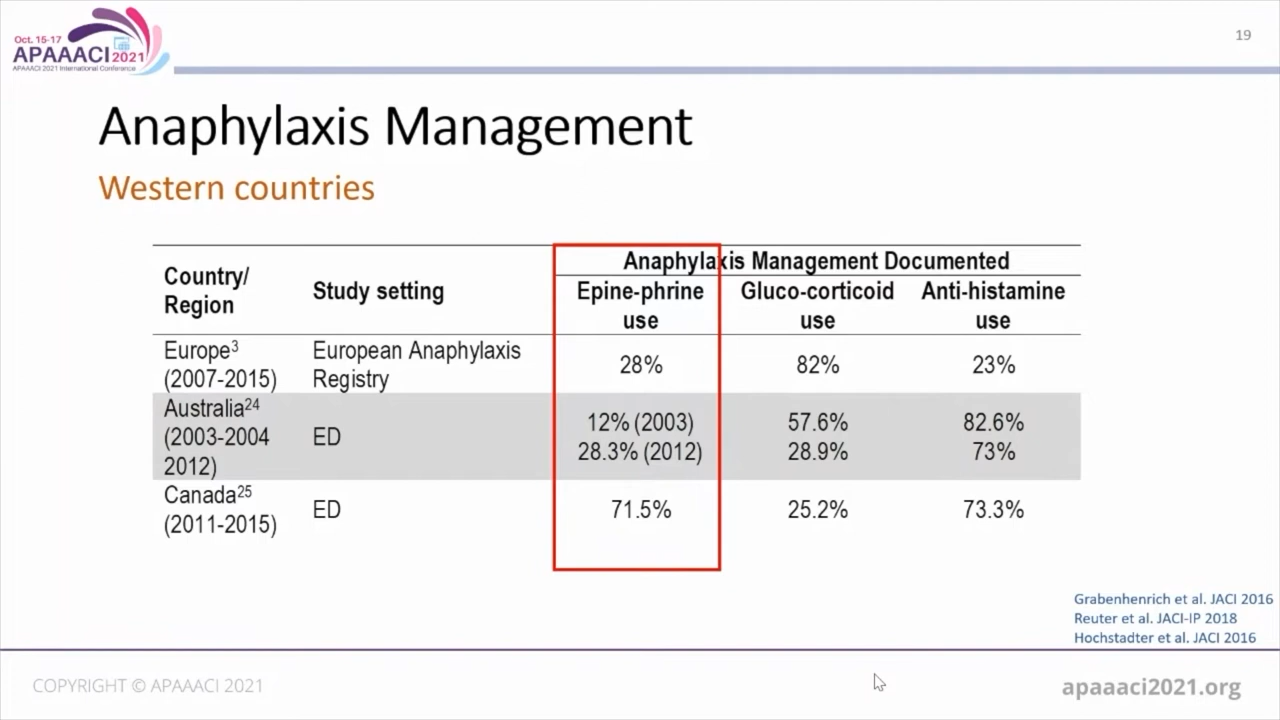 Oct. 15-17
APAAACI 2021
APAAACI 2021 International Conference
19
Anaphylaxis Management
Western countries
Country/
Region
Study setting
Anaphylaxis Management Documented
Epine-phrine
use
Gluco-corticoid
use
Anti-histamine
use
Europe3
(2007-2015)
European Anaphylaxis
Registry
28%
82%
23%
Australia24
(2003-2004
2012)
ED
12% (2003)
28.3% (2012)
57.6%
28.9%
82.6%
73%
Canada25
(2011-2015)
ED
71.5%
25.2%
73.3%
Grabenhenrich et al. JACI 2016
Reuter et al. JACI-IP 2018
Hochstadter et al. JACI 2016
COPYRIGHT © APAAACI 2021
apaaaci2021.org